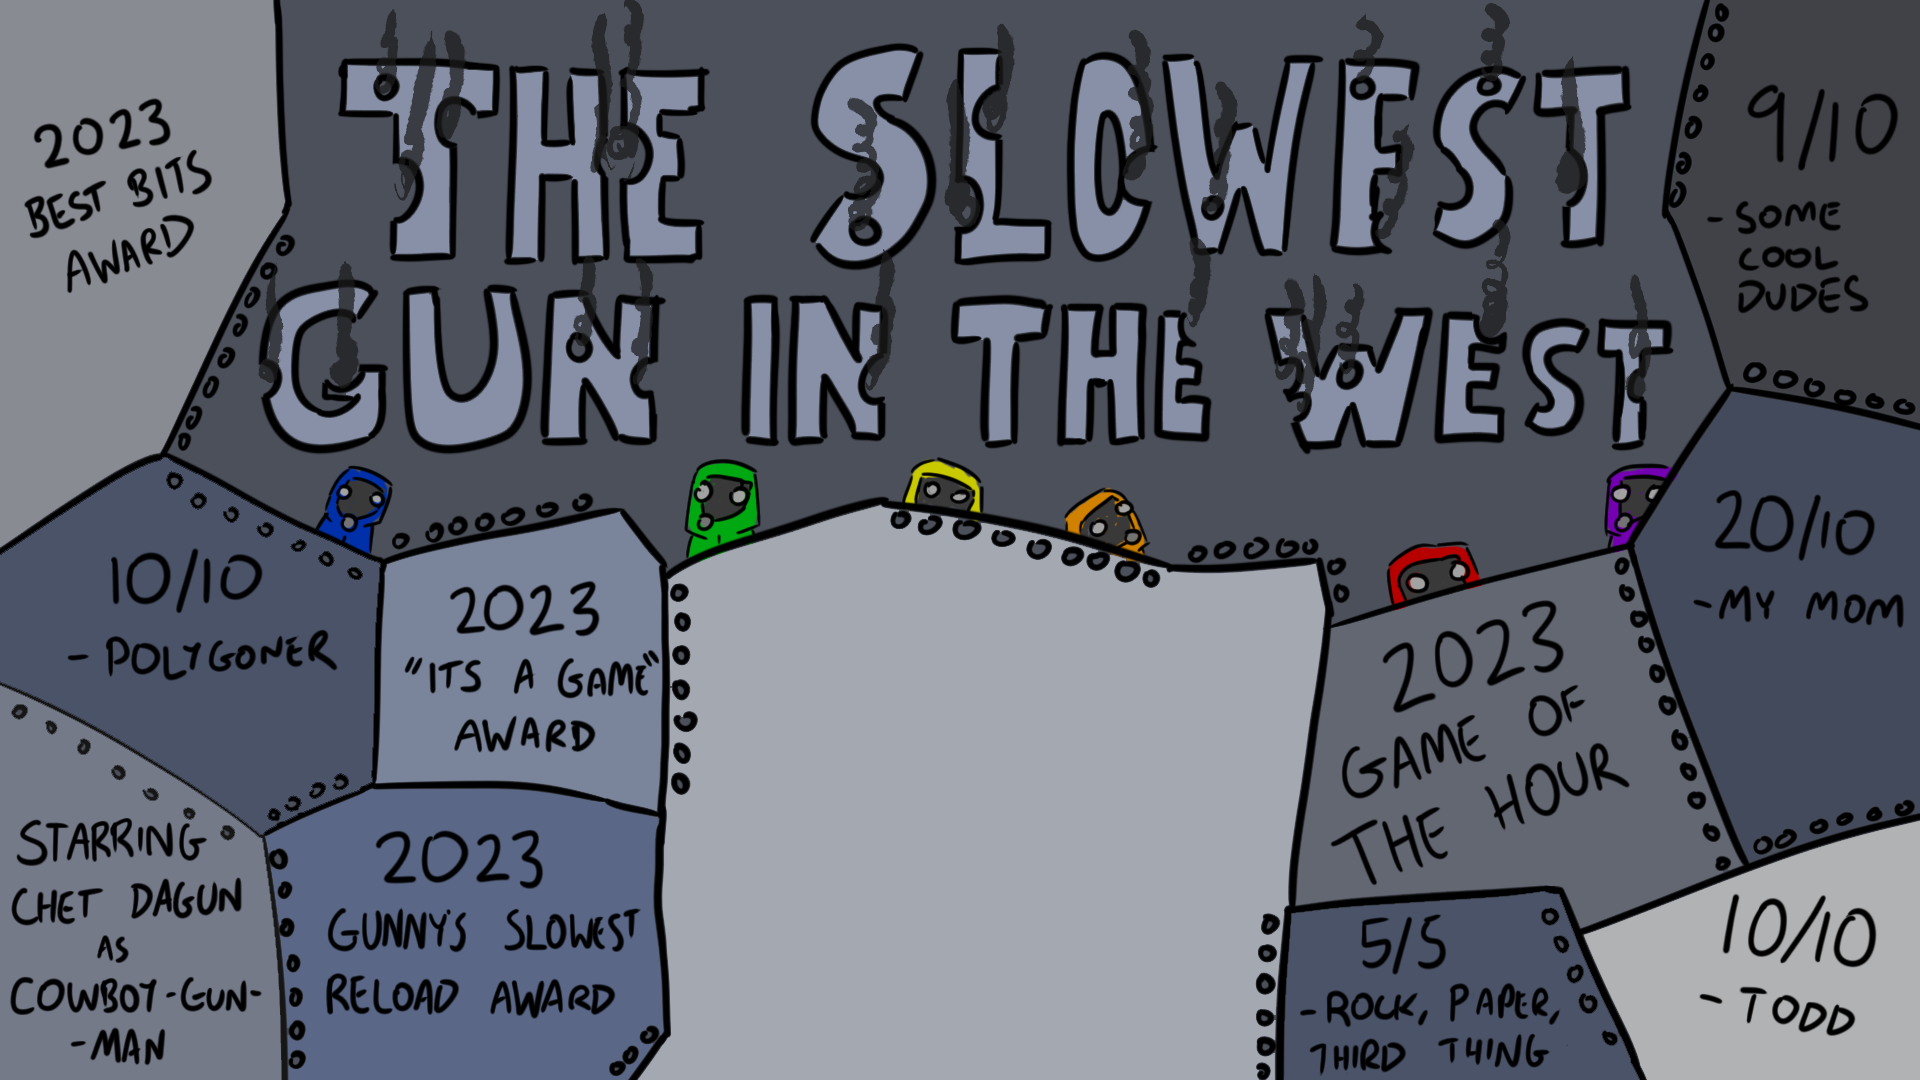 THE SLOWEST
GUN IN THE WEST
2023
BEST BITS
AWARD
9/10
-SOME
COOL
DUDES
10/10
- POLYGONER
2023
"ITS A GAME"
AWARD
20/10
-MY MOM
2023
GAME OF
THE HOUR
STARRING
CHET DAGUN
AS
COWBOY-GUN-
-MAN
2023
GUNNY'S SLOWEST
RELOAD AWARD
5/5
-ROCK, PAPER,
THIRD THING
10/10
- TODD